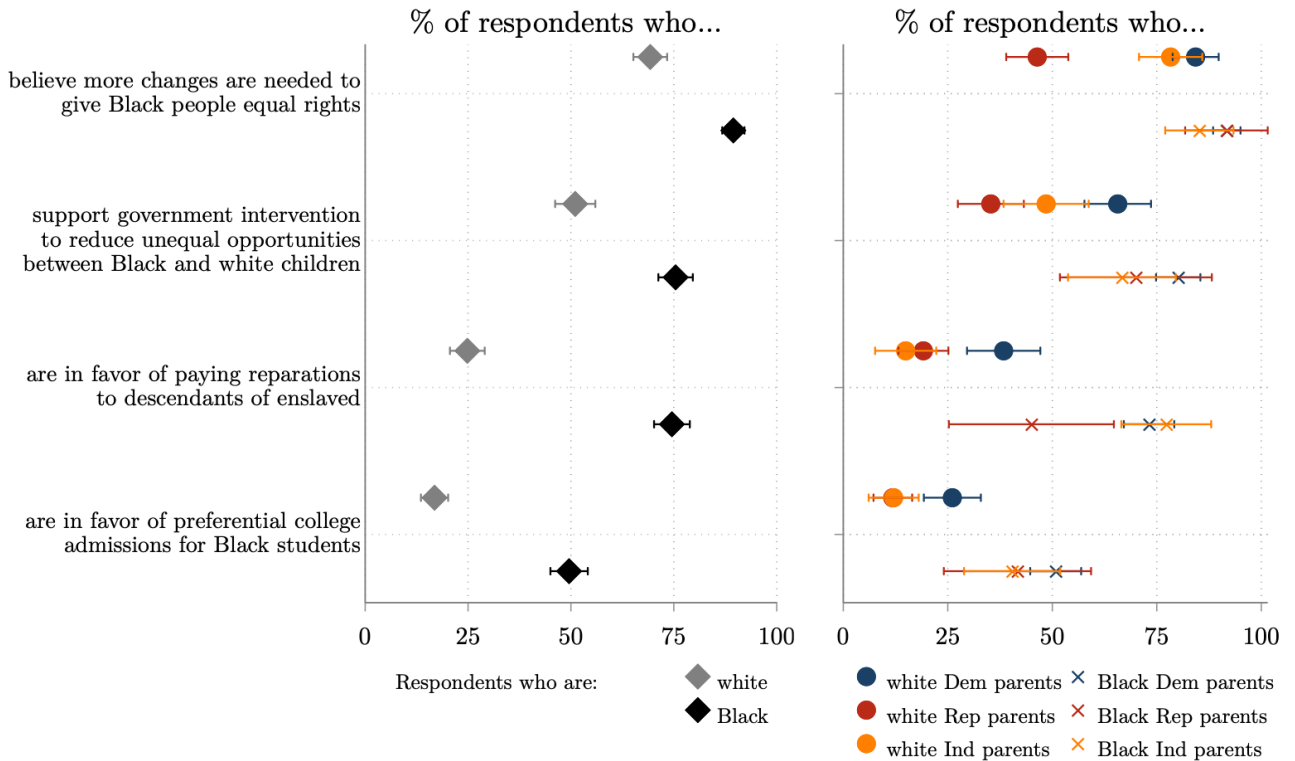 % of respondents who...
% of respondents who...
believe more changes are needed to
give Black people equal rights
support government intervention
to reduce unequal opportunities
between Black and white children
are in favor of paying reparations
to descendants of enslaved
are in favor of preferential college
admissions for Black students
0 25 50 75 100
0 25 50 75 100
Respondents who are:
white
Black
white Dem parents
Black Dem parents
white Rep parents
Black Rep parents
white Ind parents
Black Ind parents